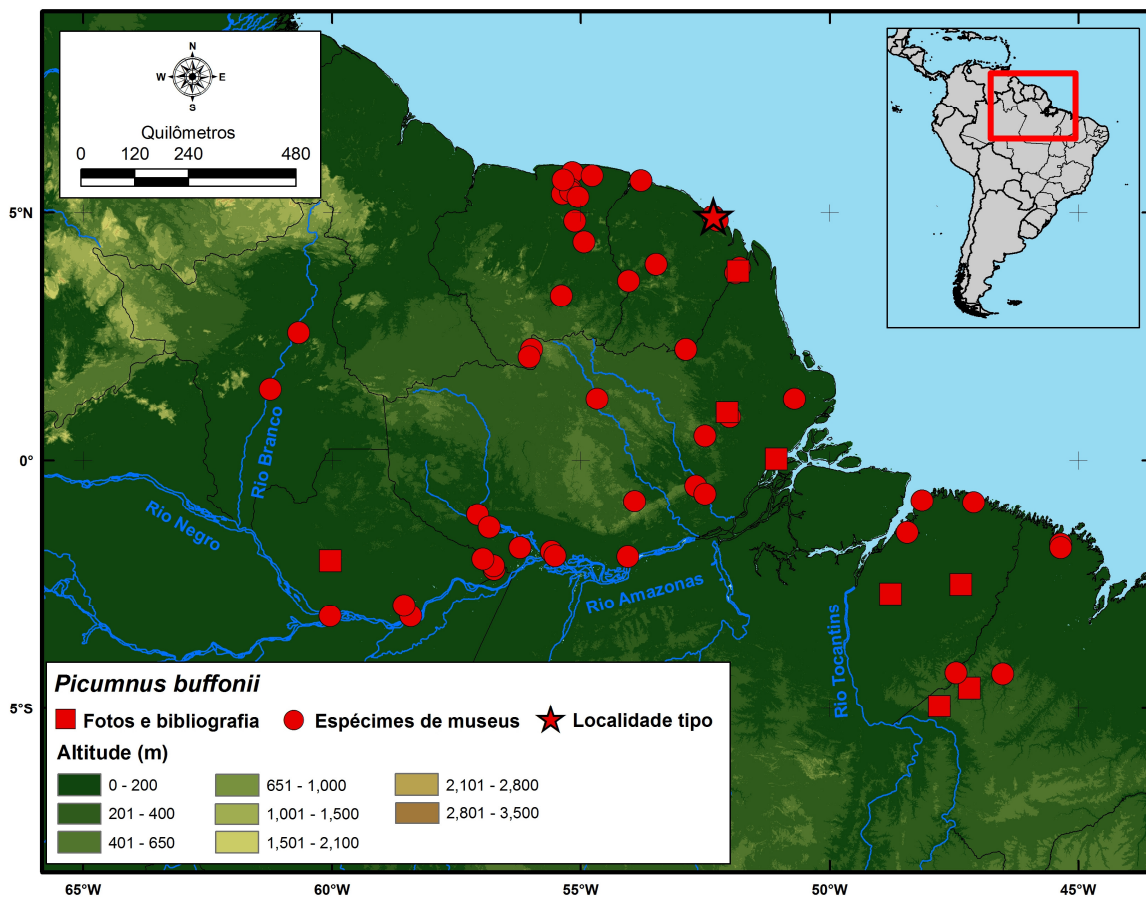 N
W E
S
Quilômetros
0 120 240 480
5°N
0°
5°S
Rio Branco
Rio Negro
Rio Amazonas
Rio Tocantins
Picumnus buffonii
Fotos e bibliografia Espécimes de museus Localidade tipo
Altitude (m)
0 - 200 651 - 1,000 2,101 - 2,800
201 - 400 1,001 - 1,500 2,801 - 3,500
401 - 650 1,501 - 2,100
65°W 60°W 55°W 50°W 45°W